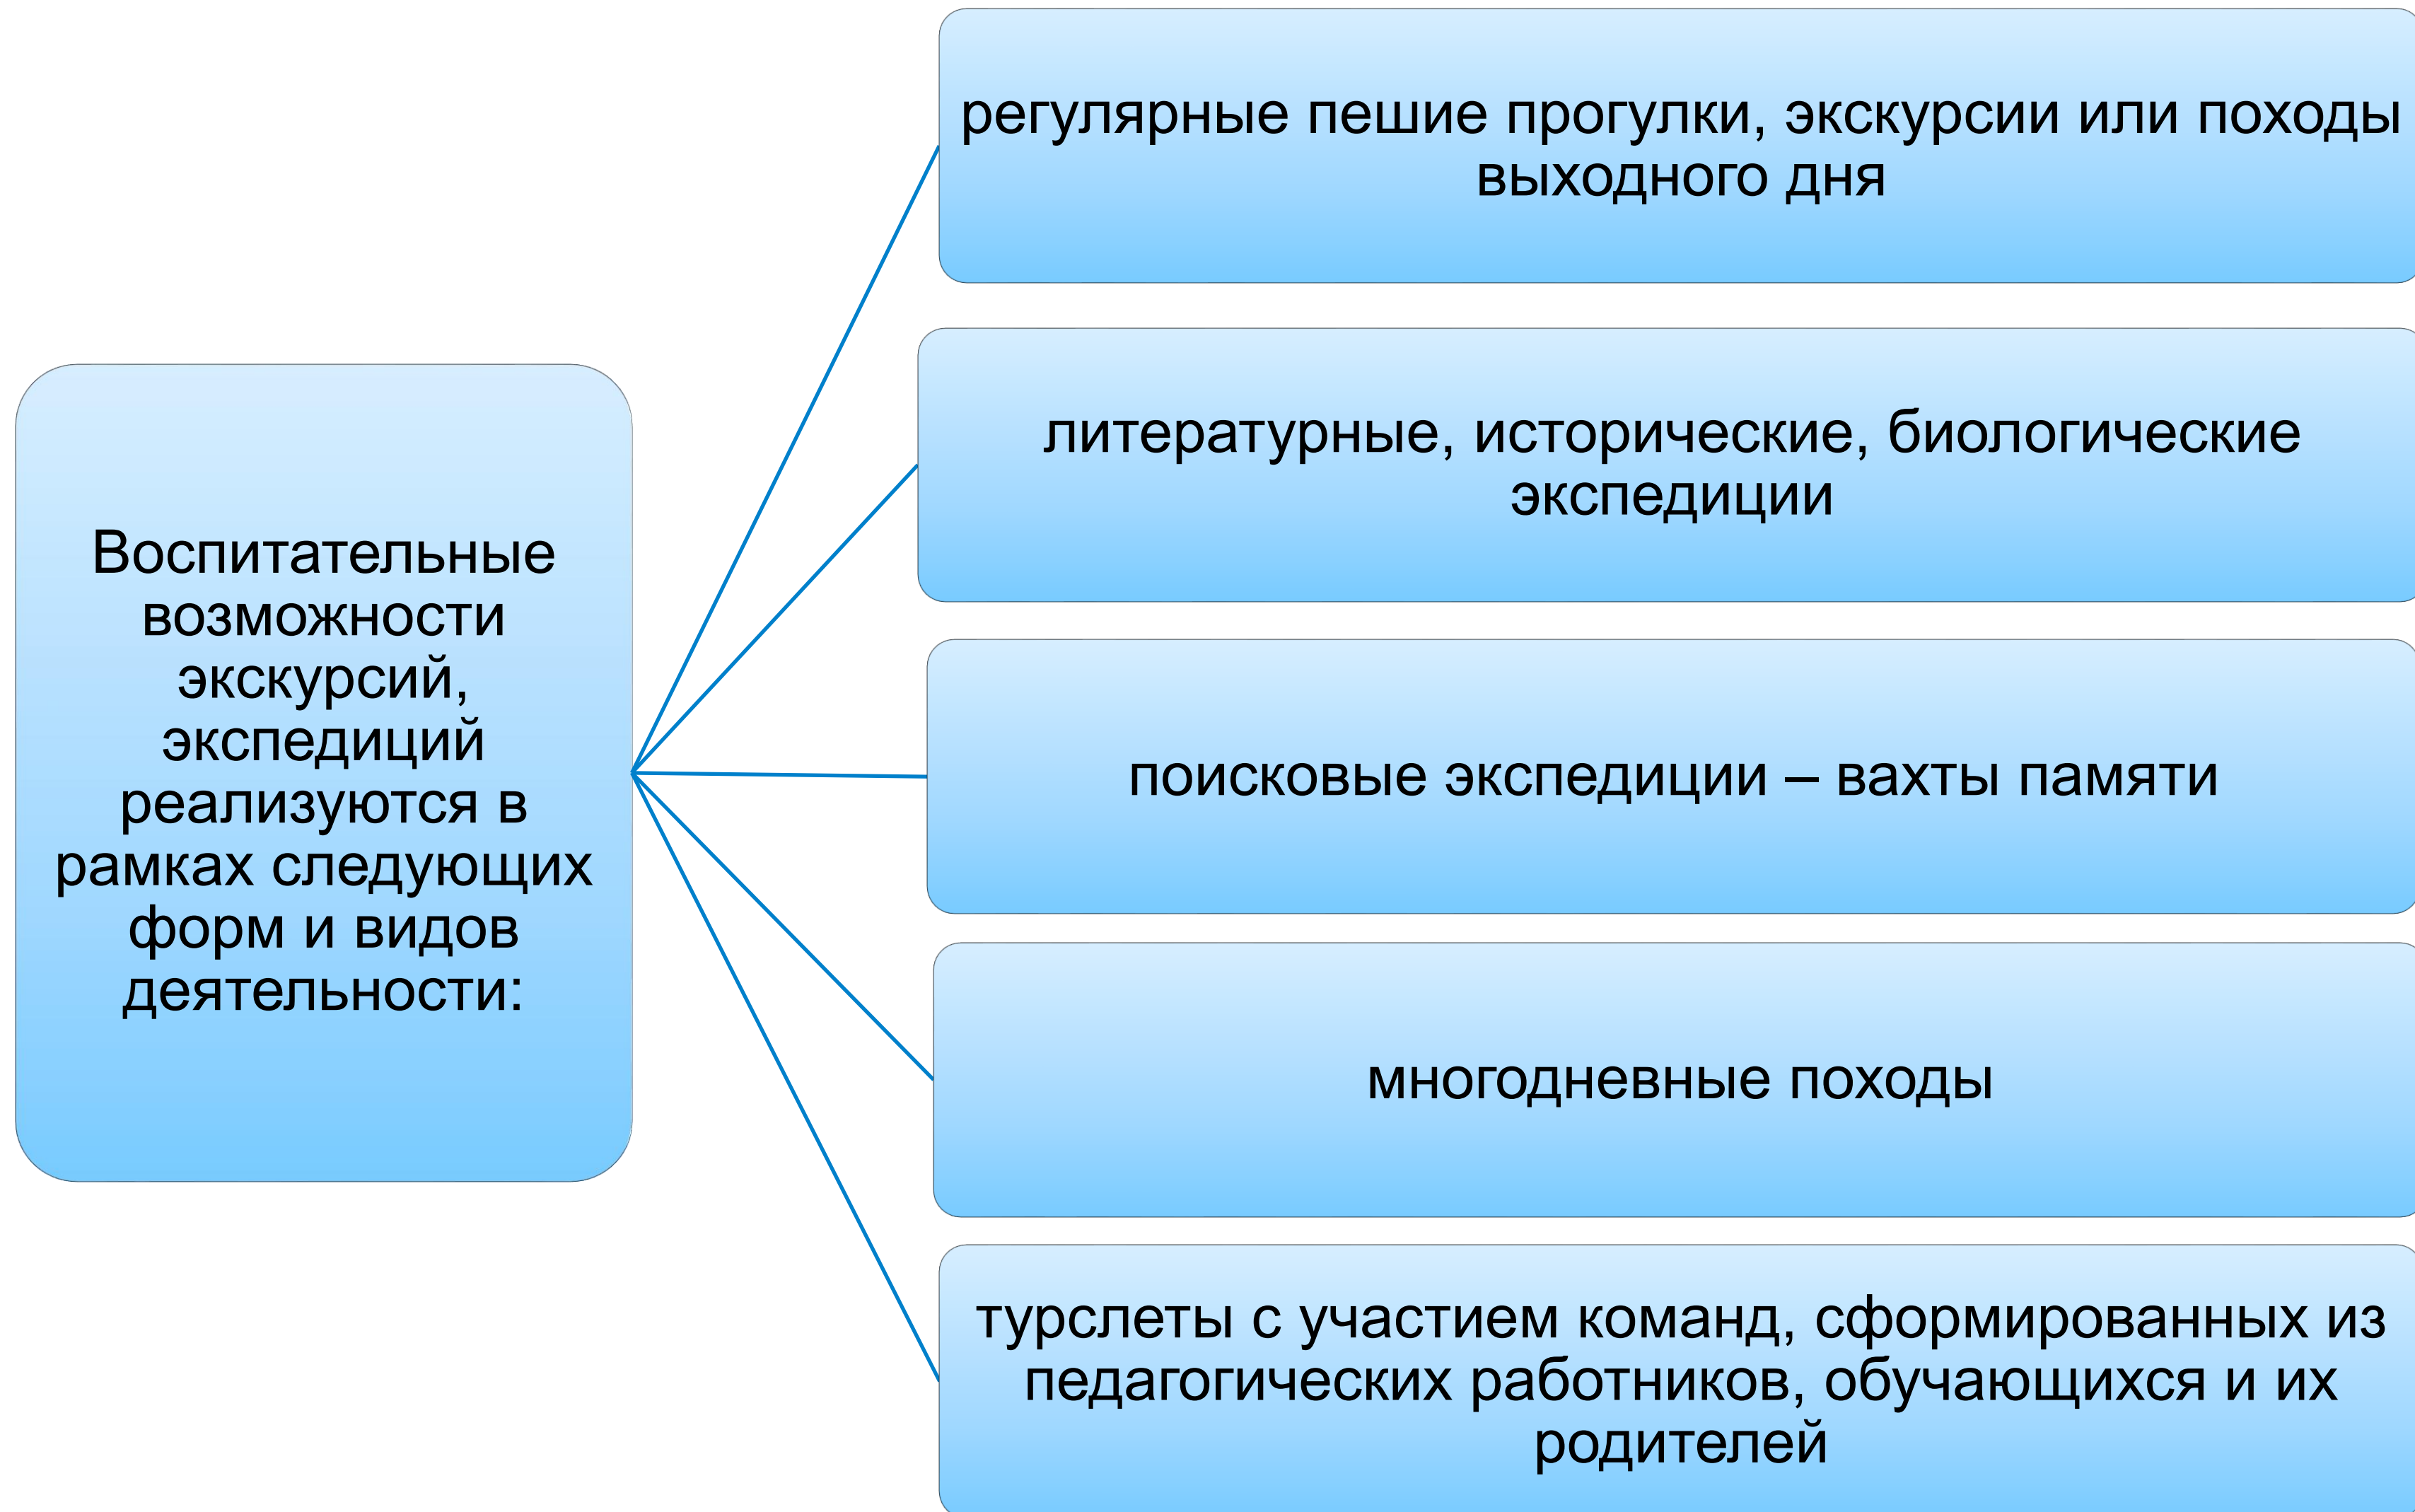 Воспитательные
возможности
экскурсий,
экспедиций
реализуются в
рамках следующих
форм и видов
деятельности:
регулярные пешие прогулки, экскурсии или походы
выходного дня
литературные, исторические, биологические
экспедиции
поисковые экспедиции – вахты памяти
многодневные походы
турслеты с участием команд, сформированных из
педагогических работников, обучающихся и их
родителей